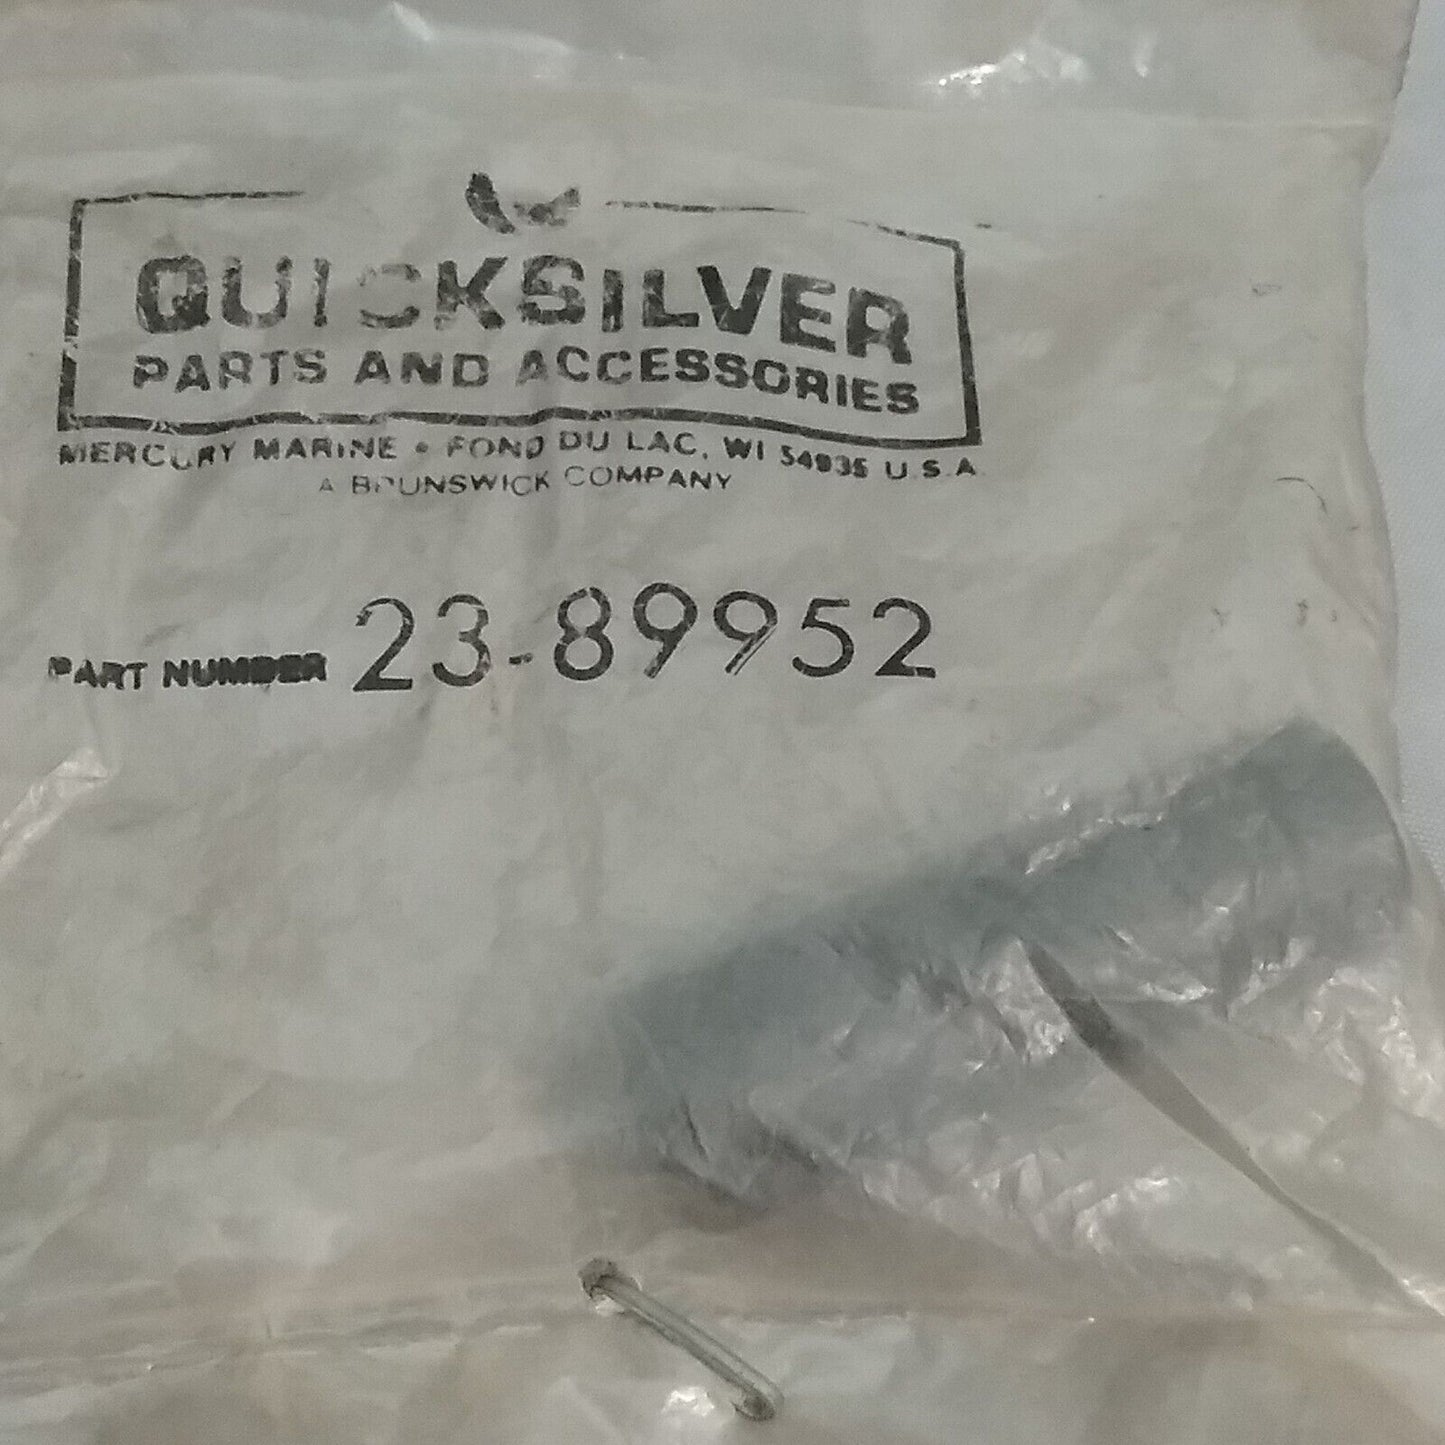 QUICKSILVER
PARTS AND ACCESSORIES
MERCURY MARINE • FOND DU LAC, WI 54935 U.S.A.
A BRUNSWICK COMPANY
PART NUMBER 23-89952